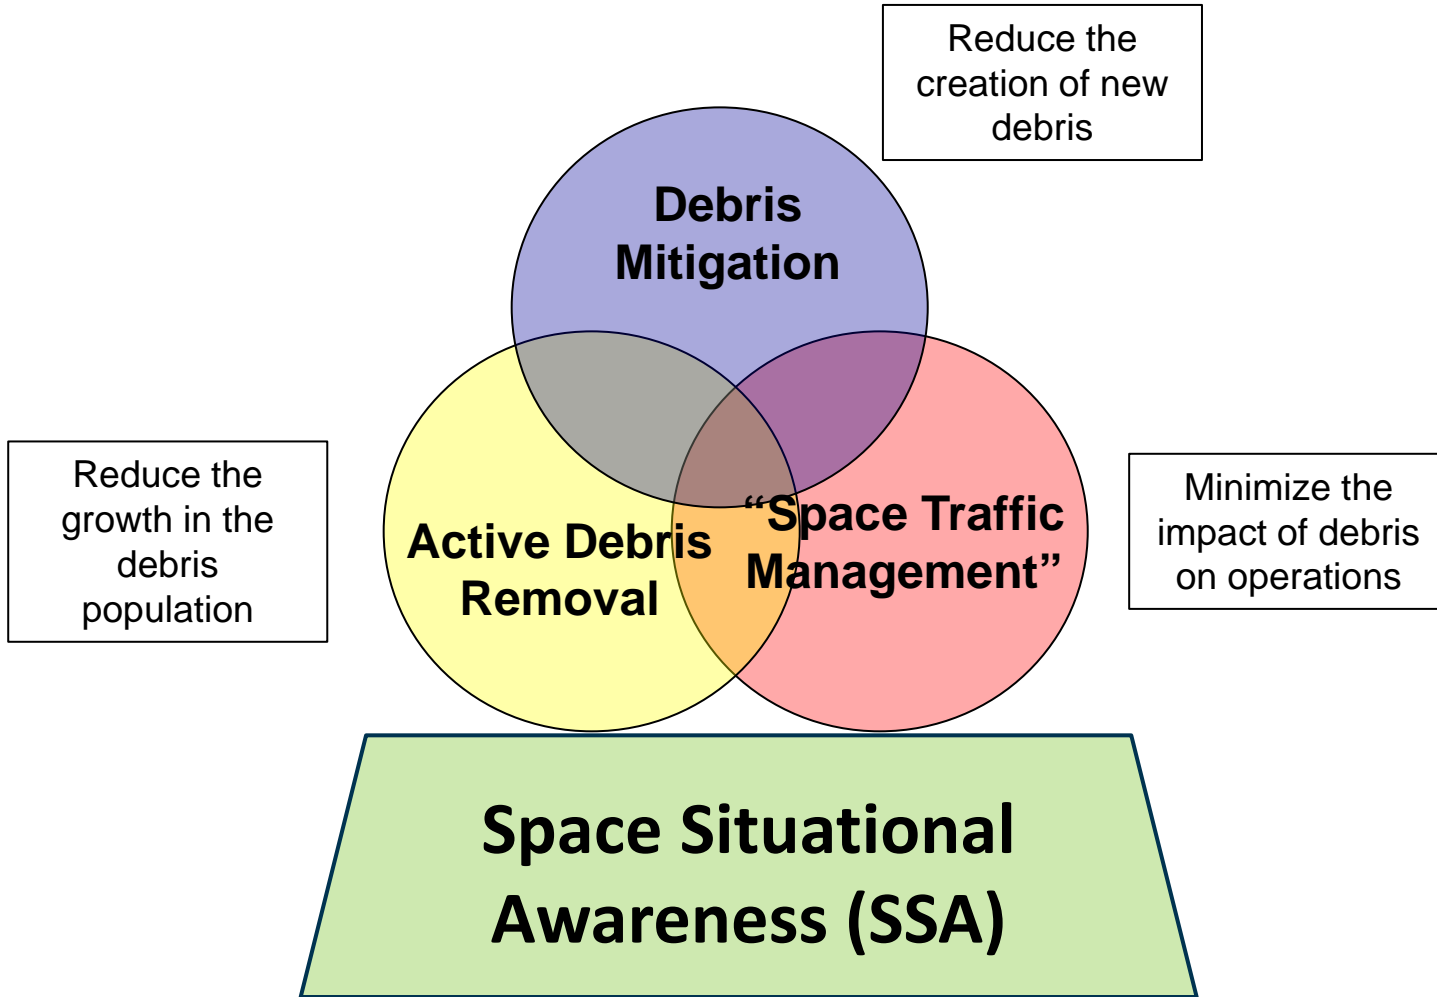 Reduce the
creation of new
debris
Debris
Mitigation
Reduce the
growth in the
debris
population
Active Debris
Removal
“Space Traffic
Management”
Minimize the
impact of debris
on operations
Space Situational
Awareness (SSA)